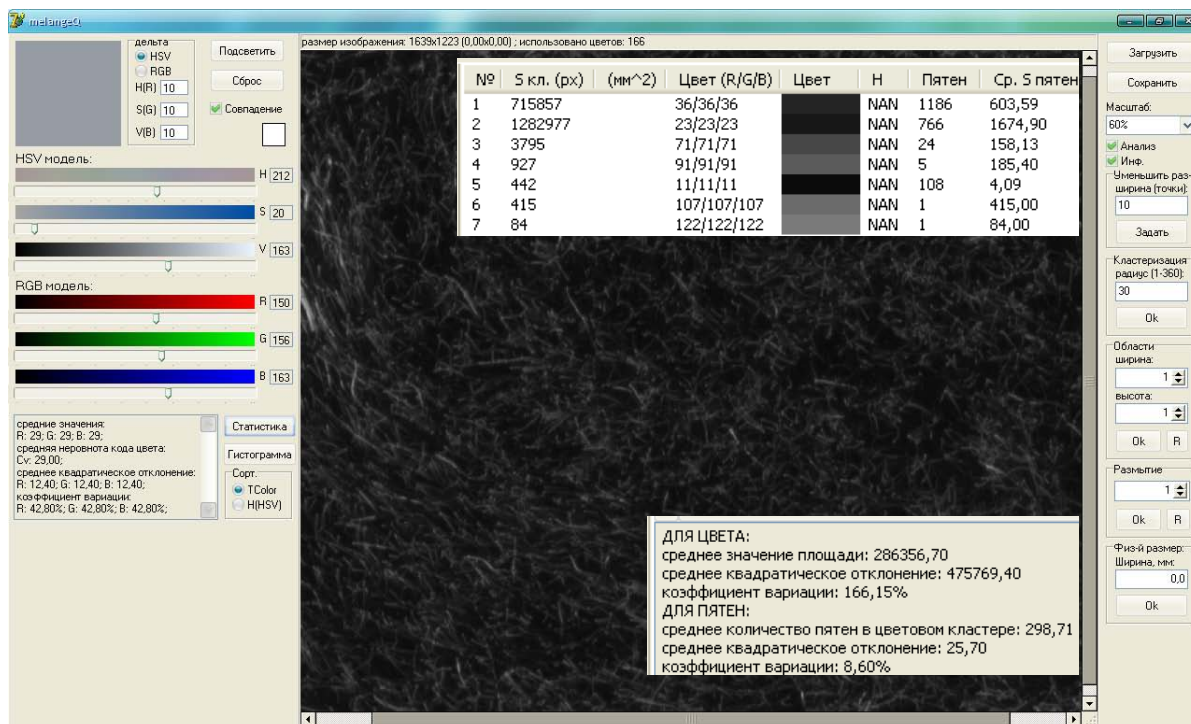 melangeQ
дельта
HSV
RGB
H(R) 10
S(G) 10
V(B) 10
Подсветить
Сброс
Совпадение
HSV модель:
H 212
S 20
V 163
RGB модель:
R 150
G 156
B 163
средние значения:
R: 29; G: 29; B: 29;
средняя неровнота кода цвета:
Cv: 29,00;
среднее квадратическое отклонение:
R: 12,40; G: 12,40; B: 12,40;
коэффициент вариации:
R: 42,80%; G: 42,80%; B: 42,80%;
Статистика
Гистограмма
Сорт.
TColor
H(HSV)
размер изображения: 1639x1223 (0,00x0,00) ; использовано цветов: 166
№ S кл. (px) (мм^2) Цвет (R/G/B) Цвет H Пятен Ср. S пятен
1 715857 36/36/36 NAN 1186 603,59
2 1282977 23/23/23 NAN 766 1674,90
3 3795 71/71/71 NAN 24 158,13
4 927 91/91/91 NAN 5 185,40
5 442 11/11/11 NAN 108 4,09
6 415 107/107/107 NAN 1 415,00
7 84 122/122/122 NAN 1 84,00
ДЛЯ ЦВЕТА:
среднее значение площади: 286356,70
среднее квадратическое отклонение: 475769,40
коэффициент вариации: 166,15%
ДЛЯ ПЯТЕН:
среднее количество пятен в цветовом кластере: 298,71
среднее квадратическое отклонение: 25,70
коэффициент вариации: 8,60%
Загрузить
Сохранить
Масштаб:
60%
Анализ
Инф.
Уменьшить раз-
ширина (точки):
10
Задать
Кластеризация
радиус (1-360):
30
Ok
Области
ширина:
1
высота:
1
Ok R
Размытие
1
Ok R
Физ-й размер:
Ширина, мм:
0,0
Ok